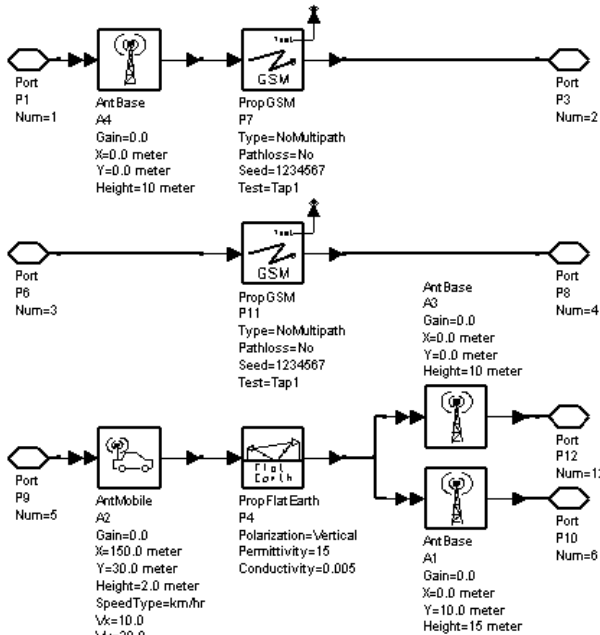 Port
P1
Num=1
AntBase
A4
Gain=0.0
X=0.0 meter
Y=0.0 meter
Height=10 meter
Test
GSM
PropGSM
P7
Type=NoMultipath
Pathloss=No
Seed=1234567
Test=Tap1
Port
P3
Num=2
Port
P6
Num=3
Test
GSM
PropGSM
P11
Type=NoMultipath
Pathloss=No
Seed=1234567
Test=Tap1
Port
P8
Num=4
AntBase
A3
Gain=0.0
X=0.0 meter
Y=0.0 meter
Height=10 meter
Port
P9
Num=5
AntMobile
A2
Gain=0.0
X=150.0 meter
Y=30.0 meter
Height=2.0 meter
SpeedType=km/hr
Vx=10.0
Flat
Earth
PropFlatEarth
P4
Polarization=Vertical
Permittivity=15
Conductivity=0.005
Port
P12
AntBase
A1
Gain=0.0
X=0.0 meter
Y=10.0 meter
Height=15 meter
Port
P10
Num=6